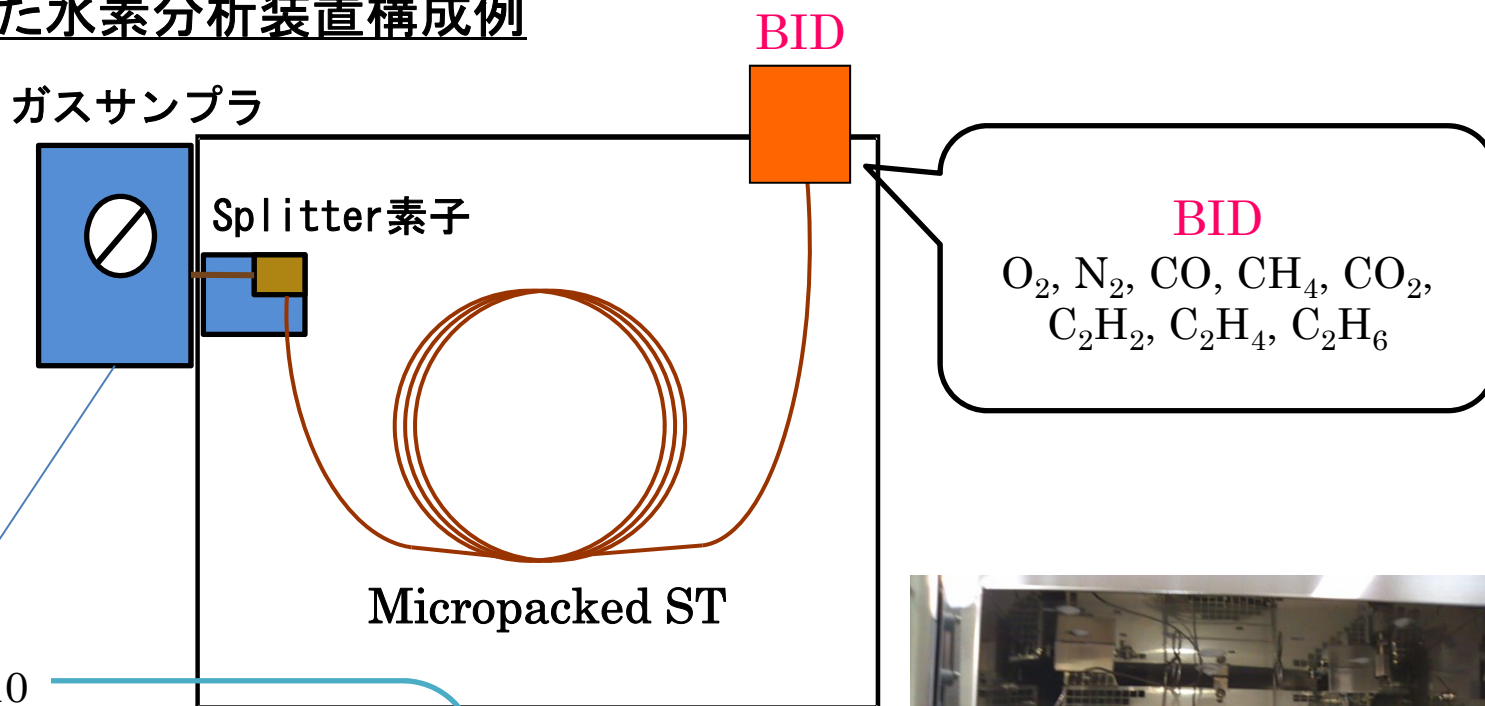 た水素分析装置構成例
BID
ガスサンプラ
Splitter素子
BID
O₂, N₂, CO, CH₄, CO₂,
C₂H₂, C₂H₄, C₂H₆
Micropacked ST